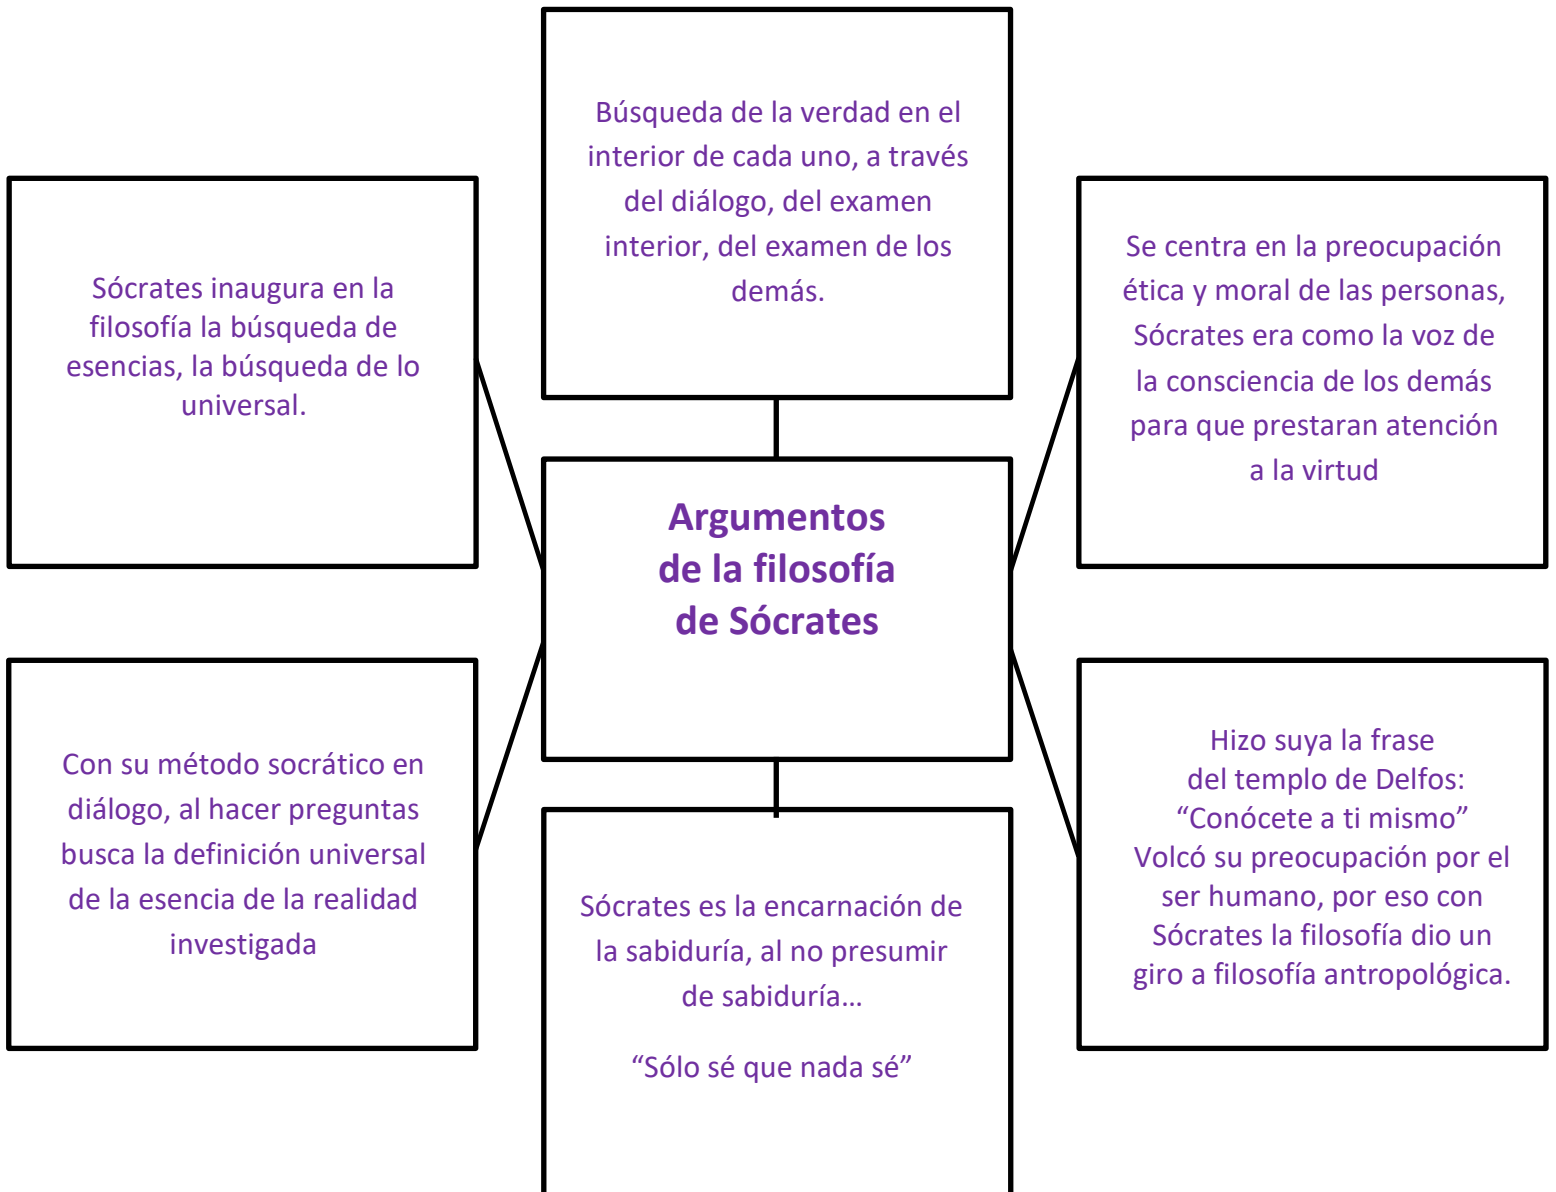 Búsqueda de la verdad en el
interior de cada uno, a través
del diálogo, del examen
interior, del examen de los
demás.
Sócrates inaugura en la
filosofía la búsqueda de
esencias, la búsqueda de lo
universal.
Se centra en la preocupación
ética y moral de las personas,
Sócrates era como la voz de
la consciencia de los demás
para que prestaran atención
a la virtud
Argumentos
de la filosofía
de Sócrates
Con su método socrático en
diálogo, al hacer preguntas
busca la definición universal
de la esencia de la realidad
investigada
Hizo suya la frase
del templo de Delfos:
“Conócete a ti mismo”
Volcó su preocupación por el
ser humano, por eso con
Sócrates la filosofía dio un
giro a filosofía antropológica.
Sócrates es la encarnación de
la sabiduría, al no presumir
de sabiduría…
“Sólo sé que nada sé”